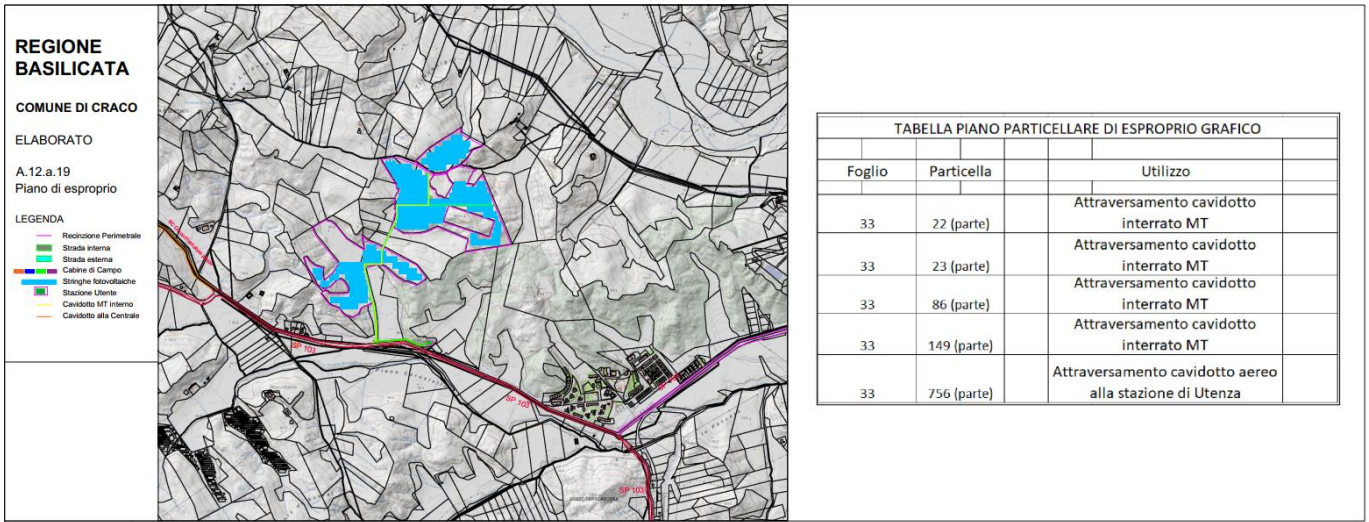 REGIONE
BASILICATA
COMUNE DI CRACO
ELABORATO
A.12.a.19
Piano di esproprio
LEGENDA
Recinzione Perimetrale
Strada interna
Strada esterna
Cabine di Campo
Stringhe fotovoltaiche
Stazione Utente
Cavidotto MT interno
Cavidotto alla Centrale
SP 103
SP 103
SP 103
TABELLA PIANO PARTICELLARE DI ESPROPRIO GRAFICO
Foglio Particella Utilizzo
Attraversamento cavidotto
33 22 (parte) interrato MT
Attraversamento cavidotto
33 23 (parte) interrato MT
Attraversamento cavidotto
33 86 (parte) interrato MT
Attraversamento cavidotto
33 149 (parte) interrato MT
Attraversamento cavidotto aereo
33 756 (parte) alla stazione di Utenza